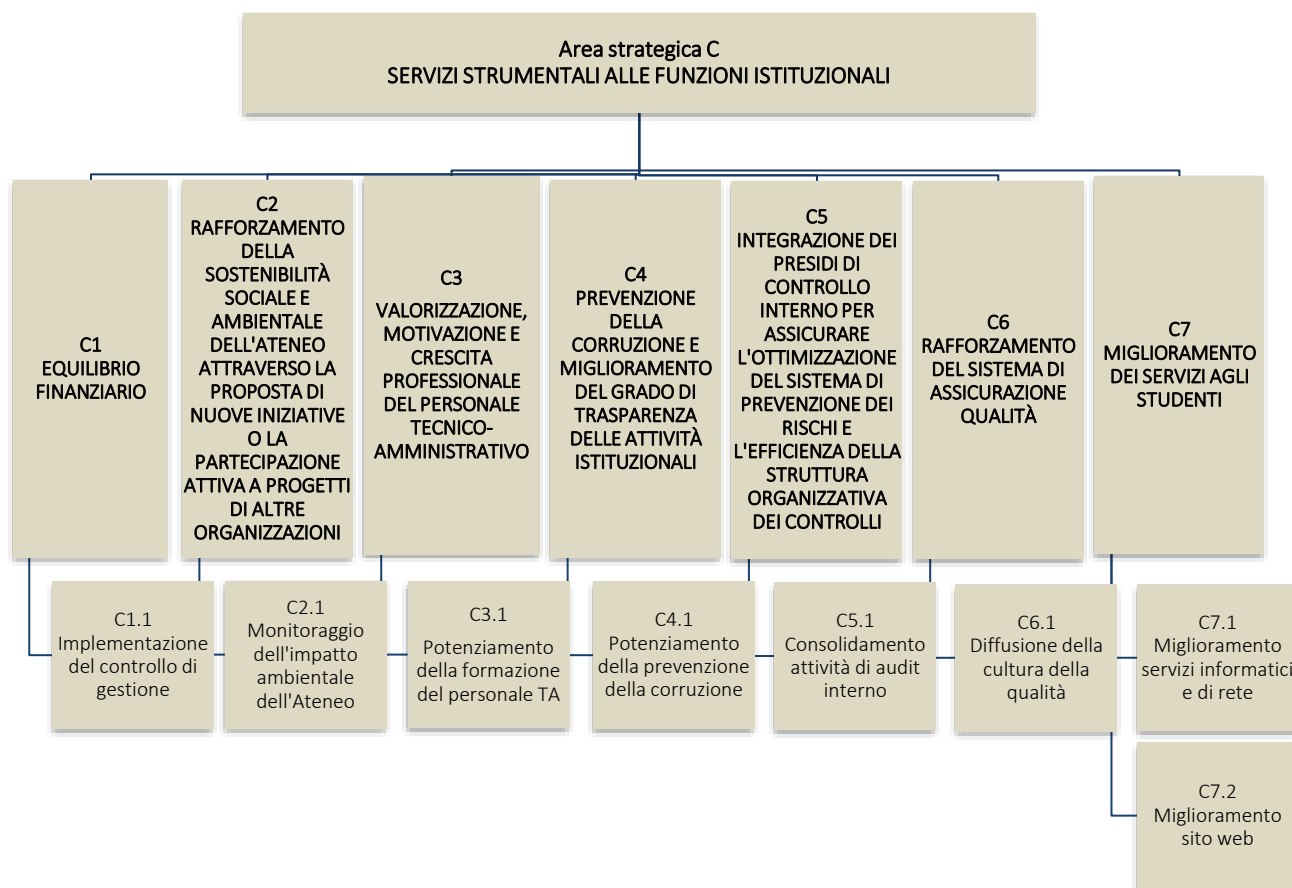 Area strategica C
SERVIZI STRUMENTALI ALLE FUNZIONI ISTITUZIONALI
C1
EQUILIBRIO
FINANZIARIO
C2
RAFFORZAMENTO
DELLA
SOSTENIBILITÀ
SOCIALE E
AMBIENTALE
DELL'ATENEO
ATTRAVERSO LA
PROPOSTA DI
NUOVE INIZIATIVE
O LA
PARTECIPAZIONE
ATTIVA A PROGETTI
DI ALTRE
ORGANIZZAZIONI
C3
VALORIZZAZIONE,
MOTIVAZIONE E
CRESCITA
PROFESSIONALE
DEL PERSONALE
TECNICO-
AMMINISTRATIVO
C4
PREVENZIONE
DELLA
CORRUZIONE E
MIGLIORAMENTO
DEL GRADO DI
TRASPARENZA
DELLE ATTIVITÀ
ISTITUZIONALI
C5
INTEGRAZIONE DEI
PRESIDI DI
CONTROLLO
INTERNO PER
ASSICURARE
L'OTTIMIZZAZIONE
DEL SISTEMA DI
PREVENZIONE DEI
RISCHI E
L'EFFICIENZA DELLA
STRUTTURA
ORGANIZZATIVA
DEI CONTROLLI
C6
RAFFORZAMENTO
DEL SISTEMA DI
ASSICURAZIONE
QUALITÀ
C7
MIGLIORAMENTO
DEI SERVIZI AGLI
STUDENTI
C1.1
Implementazione
del controllo di
gestione
C2.1
Monitoraggio
dell'impatto
ambientale
dell'Ateneo
C3.1
Potenziamento
della formazione
del personale TA
C4.1
Potenziamento
della prevenzione
della corruzione
C5.1
Consolidamento
attività di audit
interno
C6.1
Diffusione della
cultura della
qualità
C7.1
Miglioramento
servizi informatici
e di rete
C7.2
Miglioramento
sito web